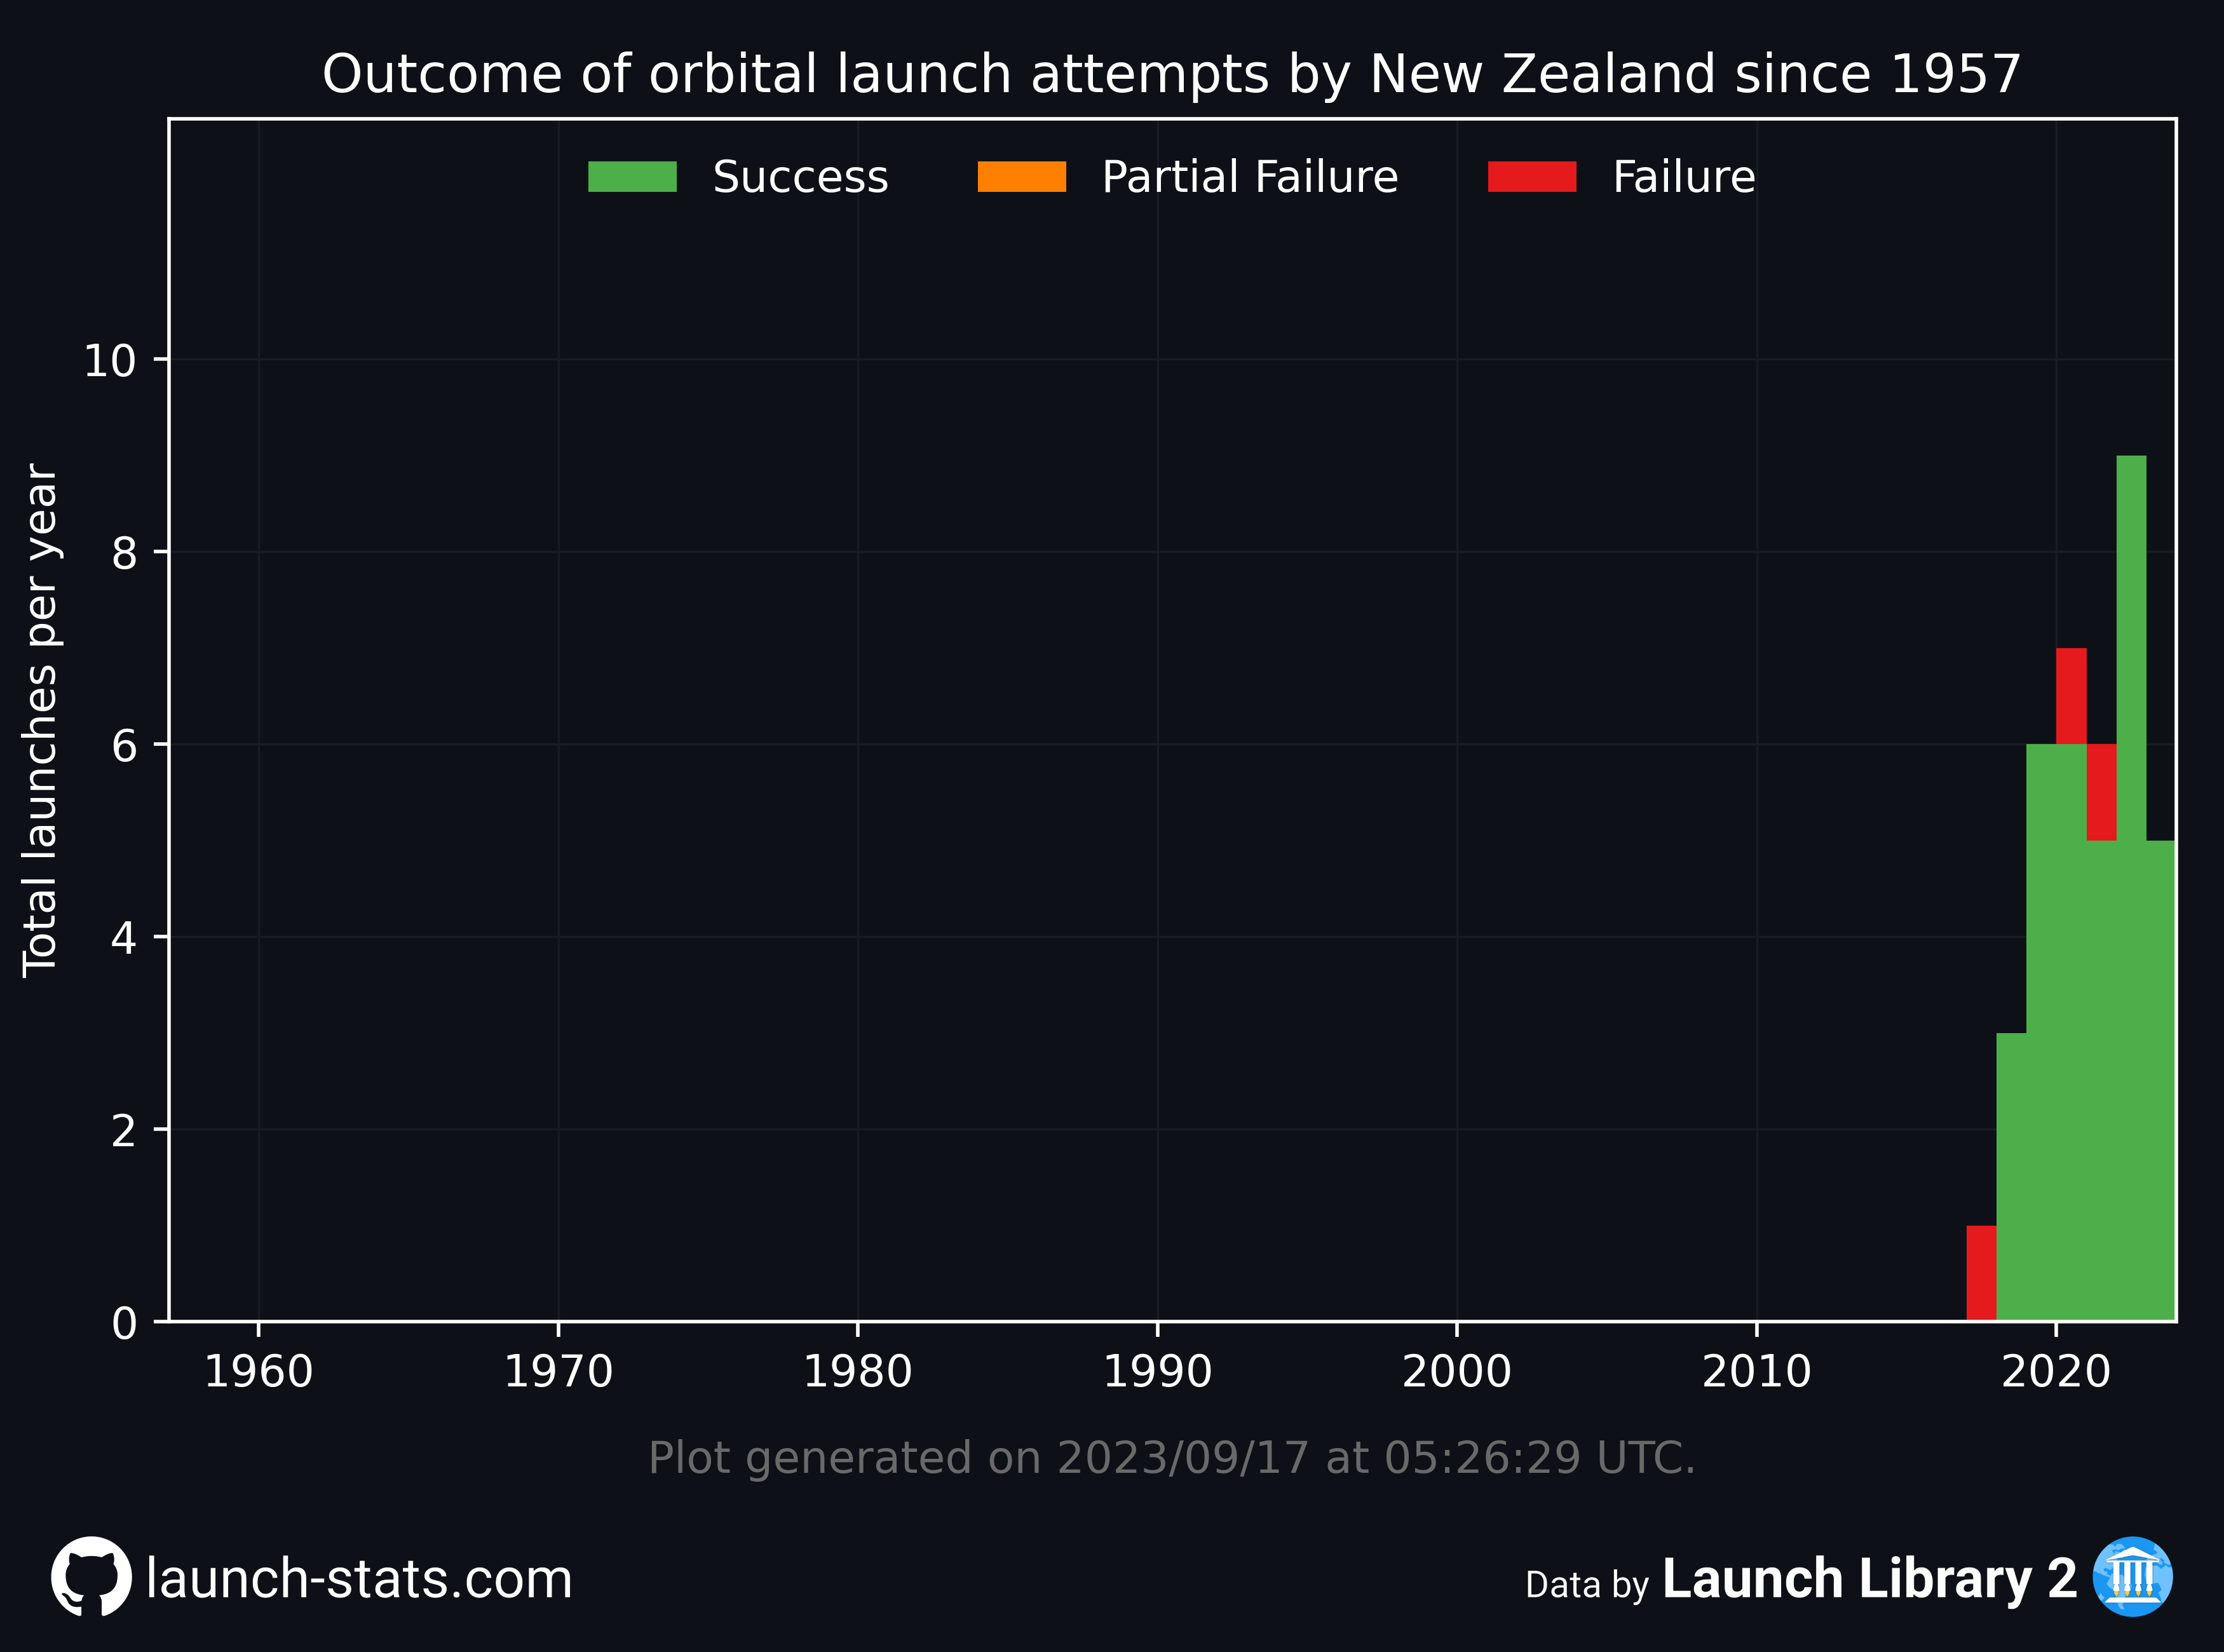 Outcome of orbital launch attempts by New Zealand since 1957
Success
Partial Failure
Failure
Total launches per year
10
8
6
4
2
0
1960
1970
1980
1990
2000
2010
2020
Plot generated on 2023/09/17 at 05:26:29 UTC.
launch-stats.com
Data by Launch Library 2